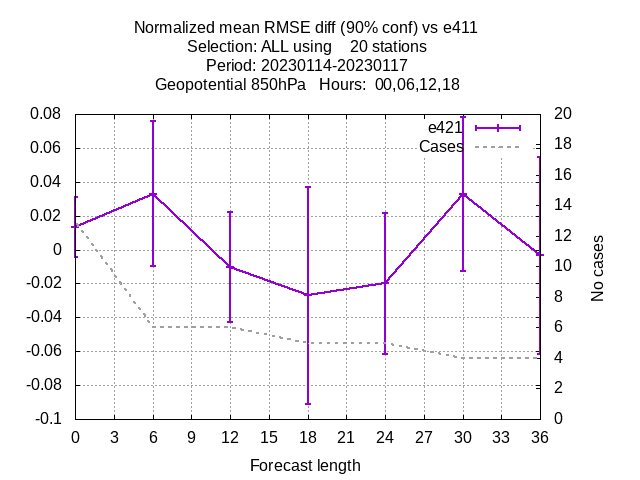 Normalized mean RMSE diff (90% conf) vs e411
Selection: ALL using    20 stations
Period: 20230114-20230117
Geopotential 850hPa   Hours:  00,06,12,18
e421
Cases
0.08
0.06
0.04
0.02
0
-0.02
-0.04
-0.06
-0.08
-0.1
20
18
16
14
12
10
8
6
4
2
0
No cases
0 3 6 9 12 15 18 21 24 27 30 33 36
Forecast length